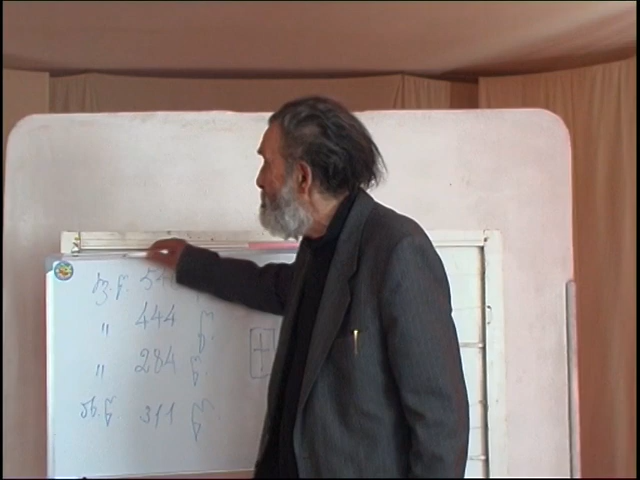 ძვ. წ.
" 444 წ.
" 284 წ.
ახ. წ 311 წ.